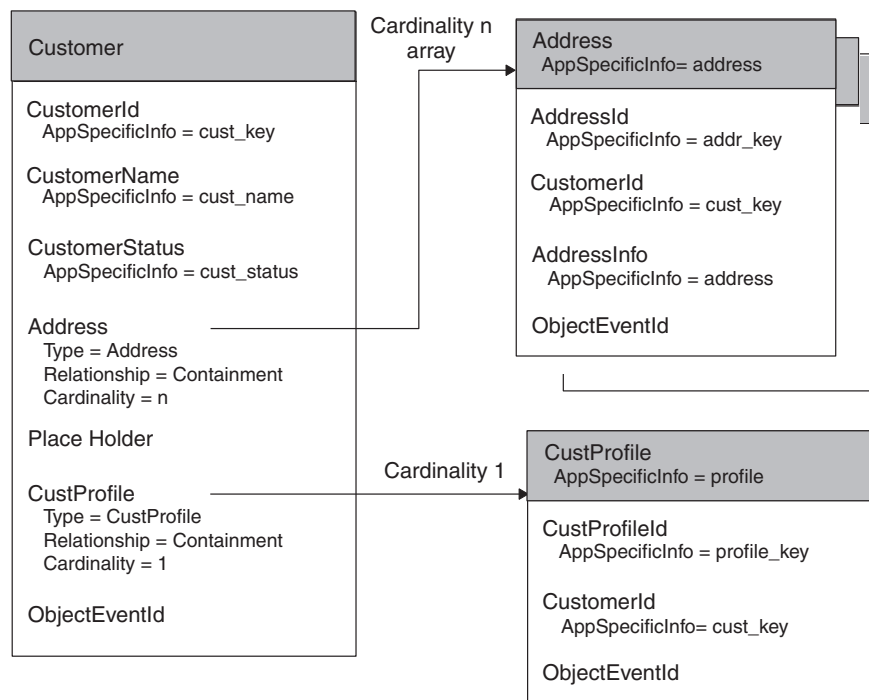 Customer
CustomerId
AppSpecificInfo = cust_key
CustomerName
AppSpecificInfo = cust_name
CustomerStatus
AppSpecificInfo = cust_status
Address
Type = Address
Relationship = Containment
Cardinality = n
Place Holder
CustProfile
Type = CustProfile
Relationship = Containment
Cardinality = 1
ObjectEventId
Cardinality n
array
Address
AppSpecificInfo= address
AddressId
AppSpecificInfo = addr_key
CustomerId
AppSpecificInfo = cust_key
AddressInfo
AppSpecificInfo = address
ObjectEventId
Cardinality 1
CustProfile
AppSpecificInfo = profile
CustProfileId
AppSpecificInfo = profile_key
CustomerId
AppSpecificInfo= cust_key
ObjectEventId